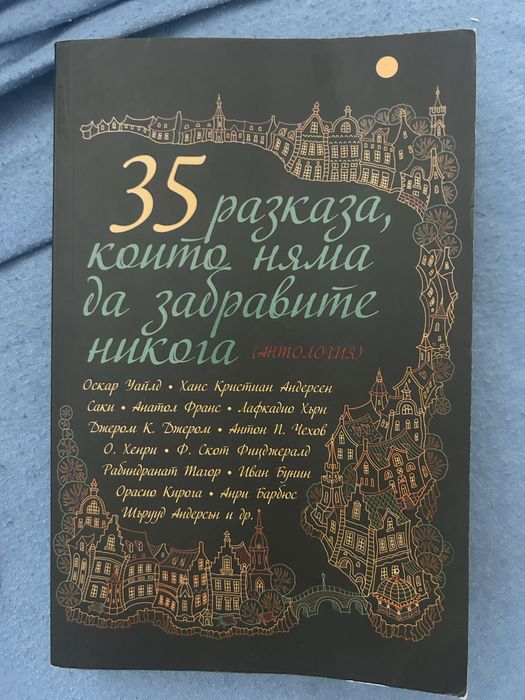 35 разказа,
които няма
да забравите
никога (АНТОЛОГИЯ)
Оскар Уайлд • Ханс Кристиан Андерсен
Саки • Анатол Франс • Лафкадио Хърн
Джером К. Джером • Антон П. Чехов
О. Хенри • Ф. Скот Фицджералд
Рабиндранат Тагор • Иван Бунин
Орасио Кирога • Анри Барбюс
Шъруд Андерсън и др.